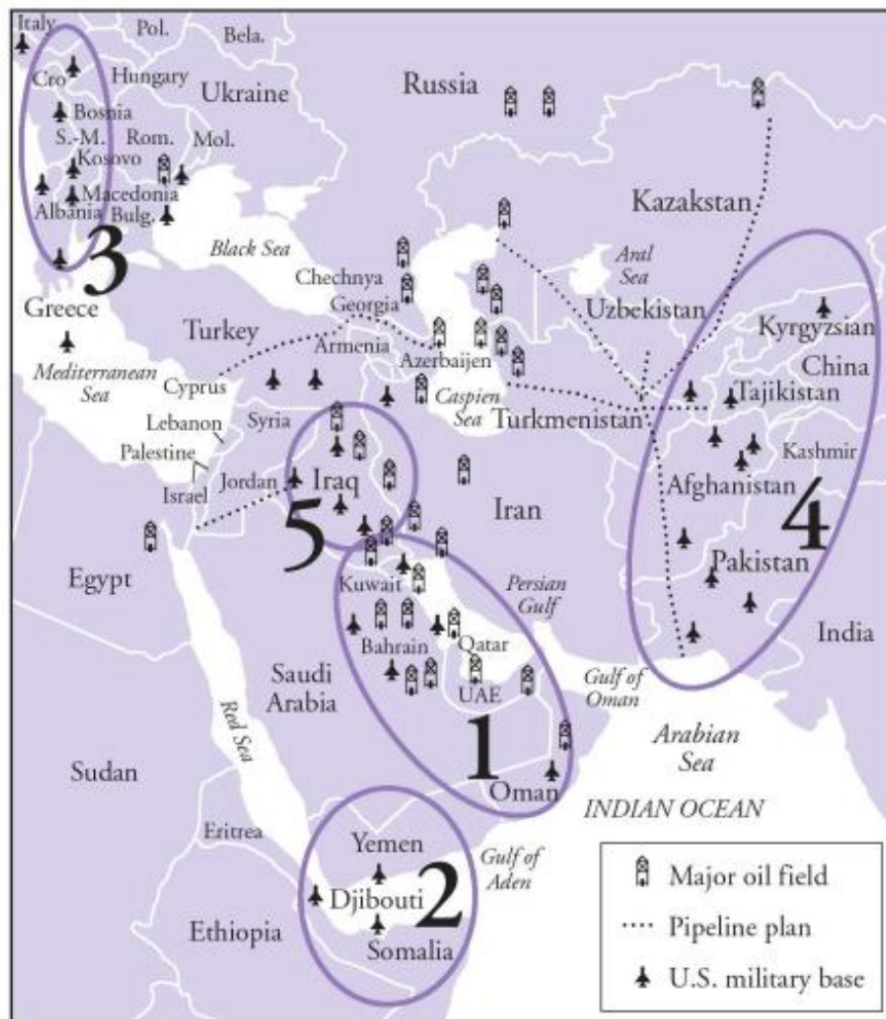 Italy
Pol.
Bela.
Cro
Hungary
Ukraine
Russia
Bosnia
S.-M.
Rom.
Mol.
Kosovo
Macedonia
Albania
Bulg.
3
Kazakstan
Black Sea
Aral
Sea
Chechnya
Georgia
Uzbekistan
Greece
Turkey
Kyrgyzsian
Armenia
Azerbaijen
China
Mediterranean
Sea
Cyprus
Caspien
Sea
Tajikistan
Lebanon
Syria
Turkmenistan
Palestine
Kashmir
Jordan
Iraq
Israel
5
Iran
Afghanistan
4
Egypt
Kuwait
Persian
Gulf
Pakistan
Bahrain
Qatar
India
Saudi
Arabia
UAE
Gulf of
Oman
Red Sea
1
Arabian
Sea
Sudan
Oman
INDIAN OCEAN
Eritrea
Yemen
Gulf of
Aden
Djibouti
2
Ethiopia
Somalia
Major oil field
Pipeline plan
U.S. military base